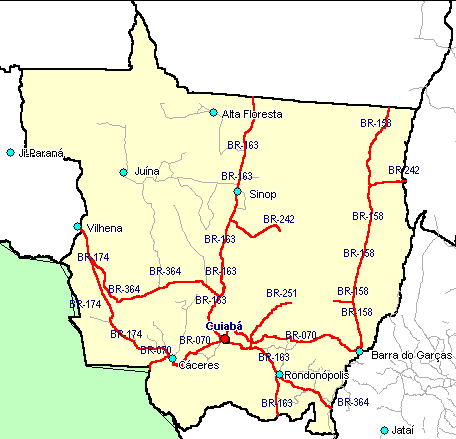 BR-158
Alta Floresta
BR-163
Ji-Paraná
BR-242
Juína
BR-163
Sinop
BR-158
BR-242
Vilhena
BR-163
BR-158
BR-174
BR-163
BR-364
BR-364
BR-158
BR-251
BR-174
BR-163
BR-158
Cuiabá
BR-174
BR-070
BR-070
BR-070
Barra do Garças
BR-163
Cáceres
Rondonópolis
BR-163
BR-364
Jataí